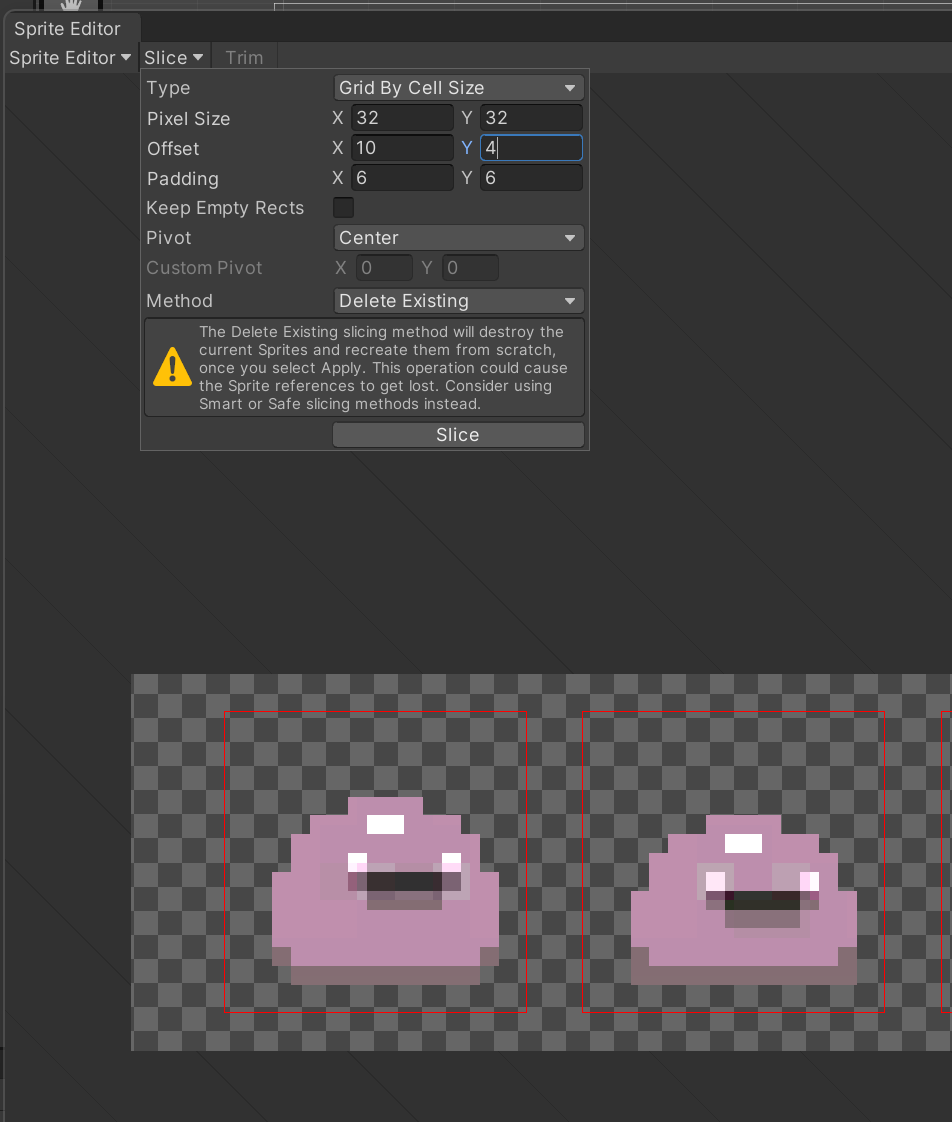 Sprite Editor
Sprite Editor Slice Trim
Type Grid By Cell Size
Pixel Size X 32 Y 32
Offset X 10 Y 4
Padding X 6 Y 6
Keep Empty Rects
Pivot Center
Custom Pivot X 0 Y 0
Method Delete Existing
The Delete Existing slicing method will destroy the
current Sprites and recreate them from scratch,
once you select Apply. This operation could cause
the Sprite references to get lost. Consider using
Smart or Safe slicing methods instead.
Slice